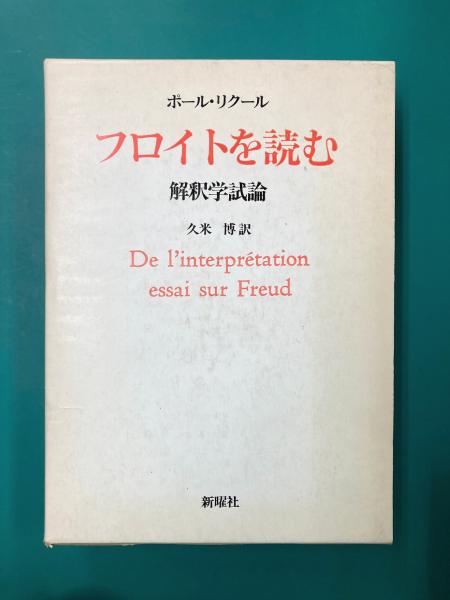 ポール・リクール
フロイトを読む
解釈学試論
久米 博 訳
De l'interprétation
essai sur Freud
新曜社